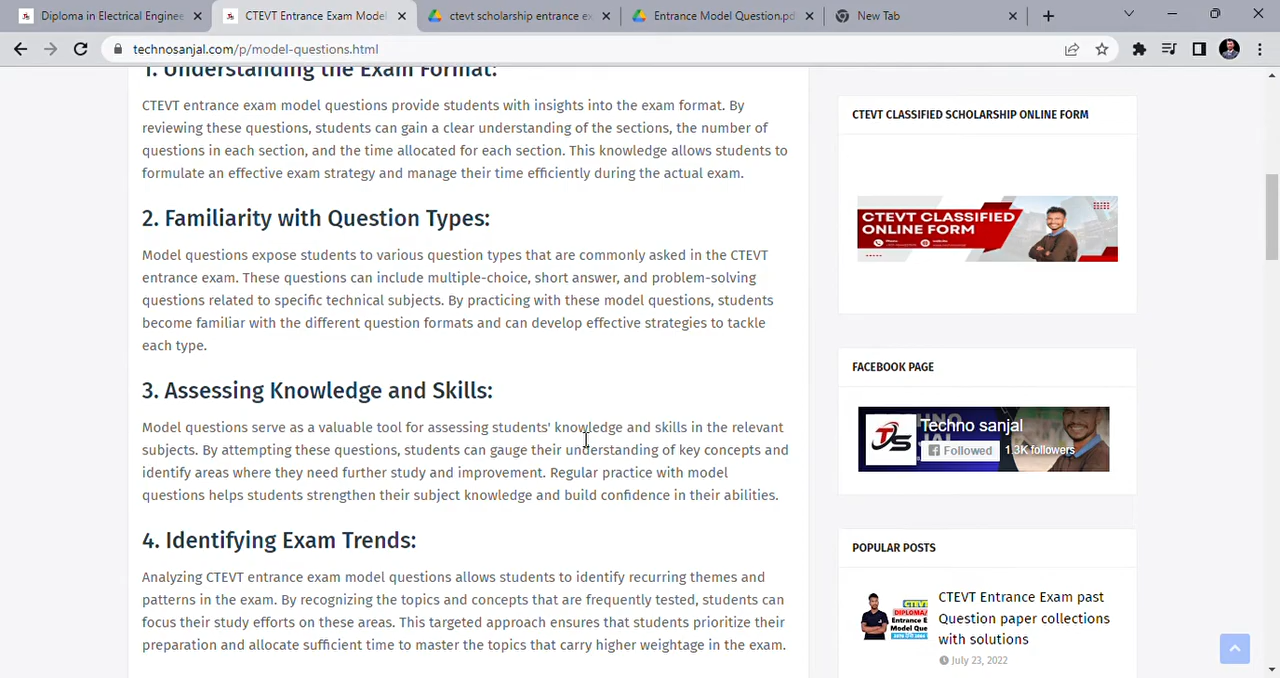 Diploma in Electrical Enginee
CTEVT Entrance Exam Model
ctevt scholarship entrance ex
Entrance Model Question.pd
New Tab
technosanjal.com/p/model-questions.html
1. Understanding the Exam Format:
CTEVT entrance exam model questions provide students with insights into the exam format. By
reviewing these questions, students can gain a clear understanding of the sections, the number of
questions in each section, and the time allocated for each section. This knowledge allows students to
formulate an effective exam strategy and manage their time efficiently during the actual exam.
2. Familiarity with Question Types:
Model questions expose students to various question types that are commonly asked in the CTEVT
entrance exam. These questions can include multiple-choice, short answer, and problem-solving
questions related to specific technical subjects. By practicing with these model questions, students
become familiar with the different question formats and can develop effective strategies to tackle
each type.
3. Assessing Knowledge and Skills:
Model questions serve as a valuable tool for assessing students' knowledge and skills in the relevant
subjects. By attempting these questions, students can gauge their understanding of key concepts and
identify areas where they need further study and improvement. Regular practice with model
questions helps students strengthen their subject knowledge and build confidence in their abilities.
4. Identifying Exam Trends:
Analyzing CTEVT entrance exam model questions allows students to identify recurring themes and
patterns in the exam. By recognizing the topics and concepts that are frequently tested, students can
focus their study efforts on these areas. This targeted approach ensures that students prioritize their
preparation and allocate sufficient time to master the topics that carry higher weightage in the exam.
CTEVT CLASSIFIED SCHOLARSHIP ONLINE FORM
CTEVT CLASSIFIED
ONLINE FORM
FACEBOOK PAGE
TS
Techno sanjal
Followed
1.3K followers
POPULAR POSTS
CTEVT
DIPLOMA/
Entrance E
Model Que
CTEVT Entrance Exam past
Question paper collections
with solutions
July 23, 2022